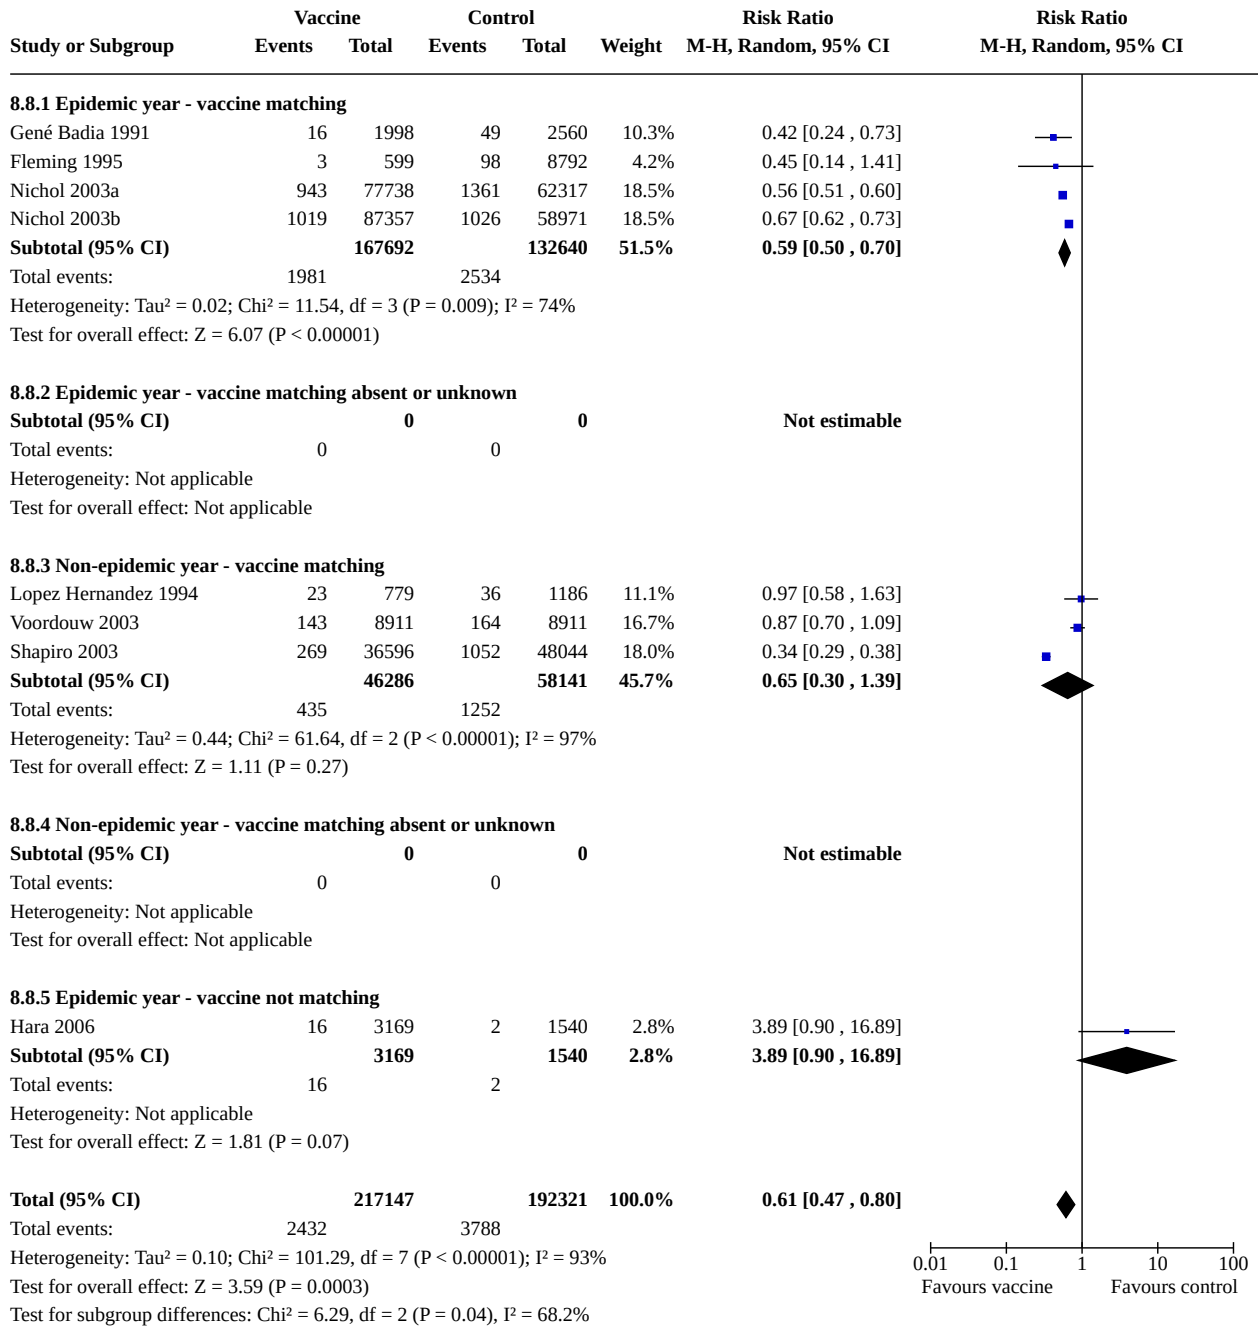 Vaccine Control Risk Ratio Risk Ratio
Study or Subgroup Events Total Events Total Weight M-H, Random, 95% CI M-H, Random, 95% CI
8.8.1 Epidemic year - vaccine matching
Gené Badia 1991 16 1998 49 2560 10.3% 0.42 [0.24 , 0.73]
Fleming 1995 3 599 98 8792 4.2% 0.45 [0.14 , 1.41]
Nichol 2003a 943 77738 1361 62317 18.5% 0.56 [0.51 , 0.60]
Nichol 2003b 1019 87357 1026 58971 18.5% 0.67 [0.62 , 0.73]
Subtotal (95% CI) 167692 132640 51.5% 0.59 [0.50 , 0.70]
Total events: 1981 2534
Heterogeneity: Tau² = 0.02; Chi² = 11.54, df = 3 (P = 0.009); I² = 74%
Test for overall effect: Z = 6.07 (P < 0.00001)
8.8.2 Epidemic year - vaccine matching absent or unknown
Subtotal (95% CI) 0 0 Not estimable
Total events: 0 0
Heterogeneity: Not applicable
Test for overall effect: Not applicable
8.8.3 Non-epidemic year - vaccine matching
Lopez Hernandez 1994 23 779 36 1186 11.1% 0.97 [0.58 , 1.63]
Voordouw 2003 143 8911 164 8911 16.7% 0.87 [0.70 , 1.09]
Shapiro 2003 269 36596 1052 48044 18.0% 0.34 [0.29 , 0.38]
Subtotal (95% CI) 46286 58141 45.7% 0.65 [0.30 , 1.39]
Total events: 435 1252
Heterogeneity: Tau² = 0.44; Chi² = 61.64, df = 2 (P < 0.00001); I² = 97%
Test for overall effect: Z = 1.11 (P = 0.27)
8.8.4 Non-epidemic year - vaccine matching absent or unknown
Subtotal (95% CI) 0 0 Not estimable
Total events: 0 0
Heterogeneity: Not applicable
Test for overall effect: Not applicable
8.8.5 Epidemic year - vaccine not matching
Hara 2006 16 3169 2 1540 2.8% 3.89 [0.90 , 16.89]
Subtotal (95% CI) 3169 1540 2.8% 3.89 [0.90 , 16.89]
Total events: 16 2
Heterogeneity: Not applicable
Test for overall effect: Z = 1.81 (P = 0.07)
Total (95% CI) 217147 192321 100.0% 0.61 [0.47 , 0.80]
Total events: 2432 3788
Heterogeneity: Tau² = 0.10; Chi² = 101.29, df = 7 (P < 0.00001); I² = 93%
0.01 0.1 1 10 100
Test for overall effect: Z = 3.59 (P = 0.0003) Favours vaccine Favours control
Test for subgroup differences: Chi² = 6.29, df = 2 (P = 0.04), I² = 68.2%